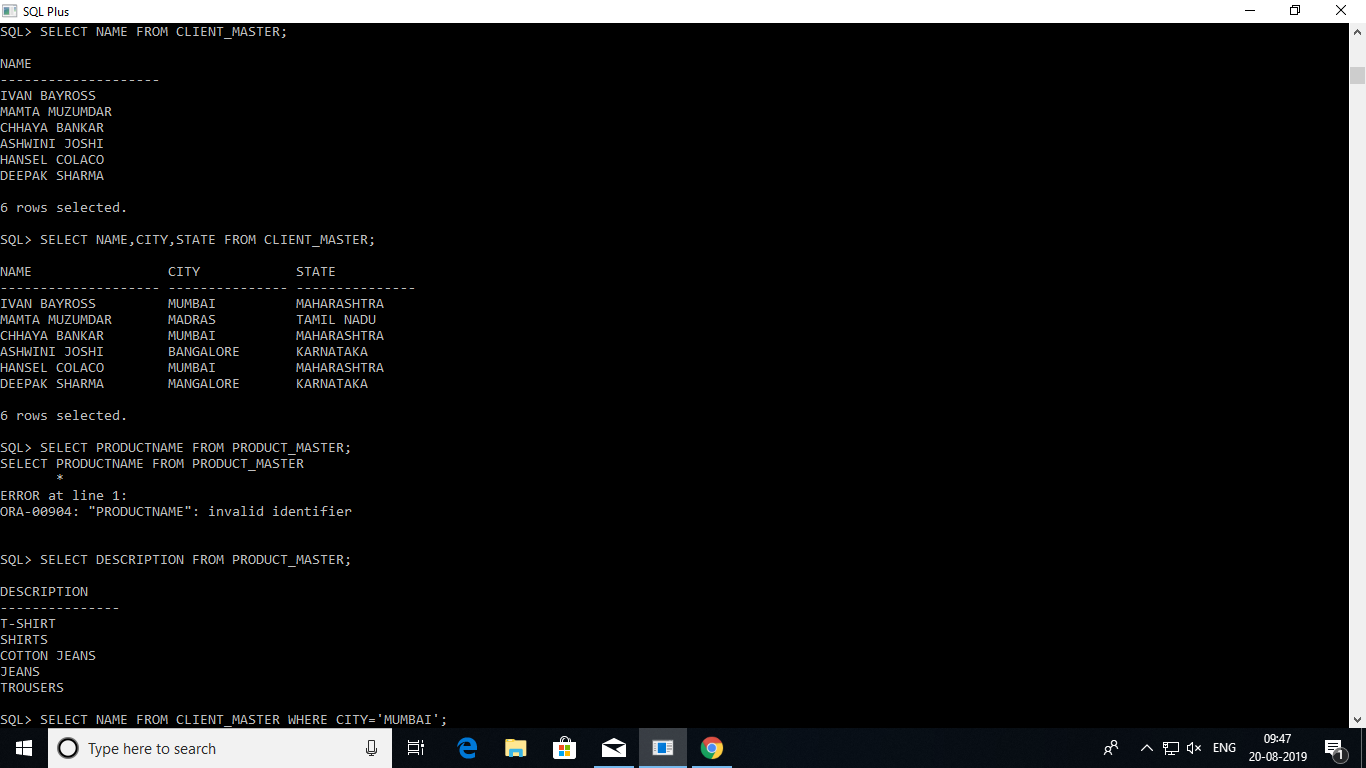 SQL Plus
SQL> SELECT NAME FROM CLIENT_MASTER;
NAME
--------------------
IVAN BAYROSS
MAMTA MUZUMDAR
CHHAYA BANKAR
ASHWINI JOSHI
HANSEL COLACO
DEEPAK SHARMA
6 rows selected.
SQL> SELECT NAME,CITY,STATE FROM CLIENT_MASTER;
NAME                 CITY            STATE
-------------------- --------------- ---------------
IVAN BAYROSS         MUMBAI          MAHARASHTRA
MAMTA MUZUMDAR       MADRAS          TAMIL NADU
CHHAYA BANKAR        MUMBAI          MAHARASHTRA
ASHWINI JOSHI        BANGALORE       KARNATAKA
HANSEL COLACO        MUMBAI          MAHARASHTRA
DEEPAK SHARMA        MANGALORE       KARNATAKA
6 rows selected.
SQL> SELECT PRODUCTNAME FROM PRODUCT_MASTER;
SELECT PRODUCTNAME FROM PRODUCT_MASTER
       *
ERROR at line 1:
ORA-00904: "PRODUCTNAME": invalid identifier
SQL> SELECT DESCRIPTION FROM PRODUCT_MASTER;
DESCRIPTION
---------------
T-SHIRT
SHIRTS
COTTON JEANS
JEANS
TROUSERS
SQL> SELECT NAME FROM CLIENT_MASTER WHERE CITY='MUMBAI';
Type here to search
ENG
09:47
20-08-2019
1